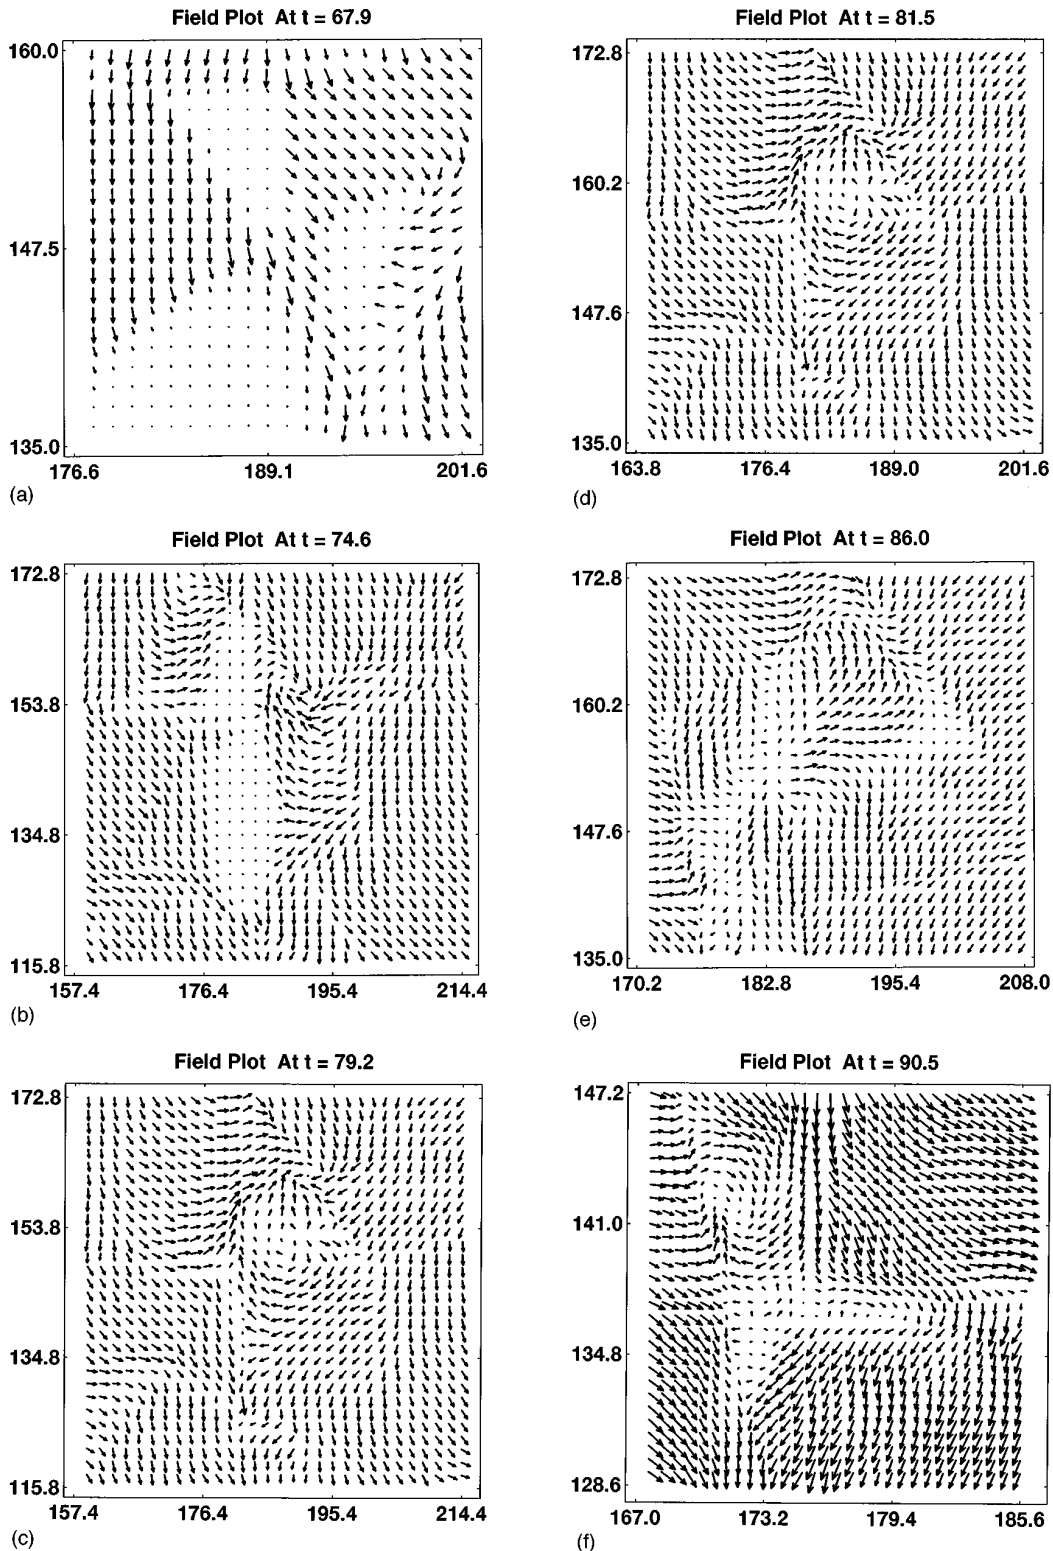 Field Plot At t = 67.9
160.0
147.5
135.0
176.6 189.1 201.6
(a)
Field Plot At t = 74.6
172.8
153.8
134.8
115.8
157.4 176.4 195.4 214.4
(b)
Field Plot At t = 79.2
172.8
153.8
134.8
115.8
157.4 176.4 195.4 214.4
(c)
Field Plot At t = 81.5
172.8
160.2
147.6
135.0
163.8 176.4 189.0 201.6
(d)
Field Plot At t = 86.0
172.8
160.2
147.6
135.0
170.2 182.8 195.4 208.0
(e)
Field Plot At t = 90.5
147.2
141.0
134.8
128.6
167.0 173.2 179.4 185.6
(f)